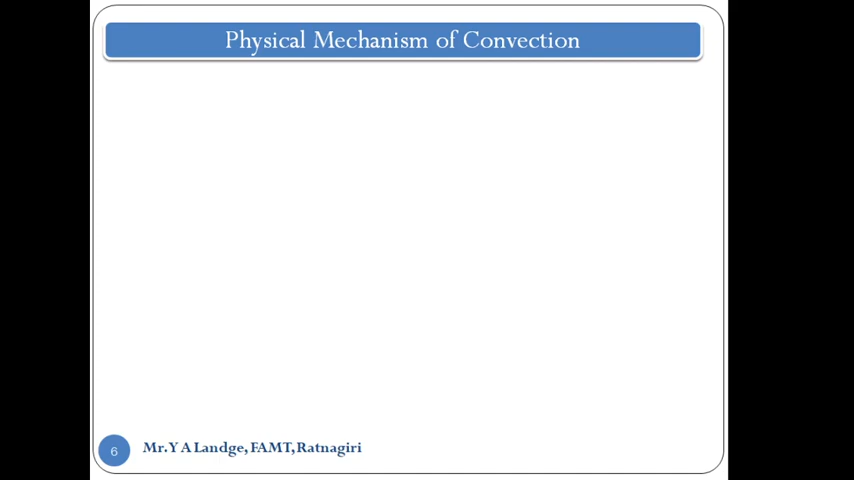 Physical Mechanism of Convection
6
Mr.Y A Landge, FAMT, Ratnagiri